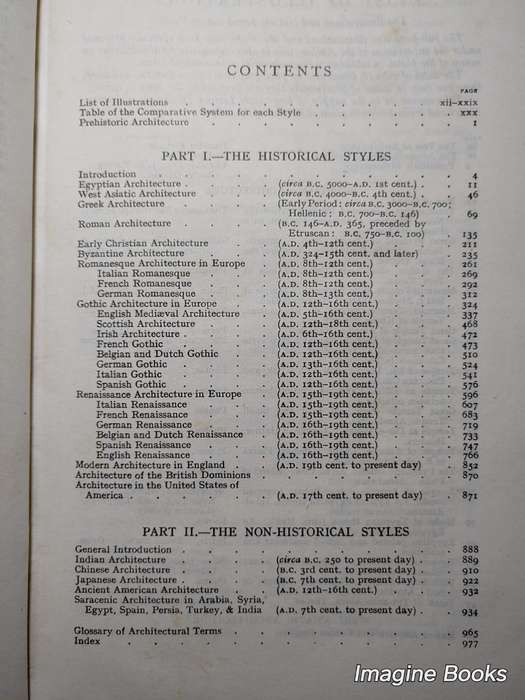 CONTENTS
PAGE
List of Illustrations . . . . . . . . . xii–xxix
Table of the Comparative System for each Style . . . . . xxx
Prehistoric Architecture . . . . . . . . 1
PART I.—THE HISTORICAL STYLES
Introduction . . . . . . . . . 4
Egyptian Architecture . . . (circa B.C. 5000–A.D. 1st cent.) . . 11
West Asiatic Architecture . . . (circa B.C. 4000–B.C. 4th cent.) . . 46
Greek Architecture . . . (Early Period: circa B.C. 3000–B.C. 700;
Hellenic: B.C. 700–B.C. 146) . . 69
Roman Architecture . . . (B.C. 146–A.D. 365, preceded by
Etruscan: B.C. 750–B.C. 100) . . 135
Early Christian Architecture . . (A.D. 4th–12th cent.) . . . 211
Byzantine Architecture . . . (A.D. 324–15th cent. and later) . . 235
Romanesque Architecture in Europe . (A.D. 8th–12th cent.) . . . 261
Italian Romanesque . . . (A.D. 8th–12th cent.) . . . 269
French Romanesque . . . (A.D. 8th–12th cent.) . . . 292
German Romanesque . . . (A.D. 8th–13th cent.) . . . 312
Gothic Architecture in Europe . . (A.D. 12th–16th cent.) . . . 324
English Mediæval Architecture . (A.D. 5th–16th cent.) . . . 337
Scottish Architecture . . . (A.D. 12th–18th cent.) . . . 468
Irish Architecture . . . (A.D. 6th–16th cent.) . . . 472
French Gothic . . . . (A.D. 12th–16th cent.) . . . 473
Belgian and Dutch Gothic . . (A.D. 12th–16th cent.) . . . 510
German Gothic . . . . (A.D. 12th–16th cent.) . . . 524
Italian Gothic . . . . (A.D. 12th–16th cent.) . . . 541
Spanish Gothic . . . . (A.D. 12th–16th cent.) . . . 576
Renaissance Architecture in Europe . (A.D. 15th–19th cent.) . . . 596
Italian Renaissance . . . (A.D. 15th–19th cent.) . . . 607
French Renaissance . . . (A.D. 15th–19th cent.) . . . 683
German Renaissance . . . (A.D. 16th–19th cent.) . . . 719
Belgian and Dutch Renaissance . (A.D. 16th–19th cent.) . . . 733
Spanish Renaissance . . . (A.D. 16th–19th cent.) . . . 747
English Renaissance . . . (A.D. 16th–19th cent.) . . . 766
Modern Architecture in England . . (A.D. 19th cent. to present day) . . 852
Architecture of the British Dominions . . . . . . 870
Architecture in the United States of
America . . . . . (A.D. 17th cent. to present day) . . 871
PART II.—THE NON-HISTORICAL STYLES
General Introduction . . . . . . . . 888
Indian Architecture . . . (circa B.C. 250 to present day) . . 889
Chinese Architecture . . . (B.C. 3rd cent. to present day) . . 910
Japanese Architecture . . . (B.C. 7th cent. to present day) . . 922
Ancient American Architecture . . (A.D. 12th–16th cent.) . . . 932
Saracenic Architecture in Arabia, Syria,
Egypt, Spain, Persia, Turkey, & India (A.D. 7th cent. to present day) . . 934
Glossary of Architectural Terms . . . . . . 965
Index . . . . . . . . . 977
Imagine Books